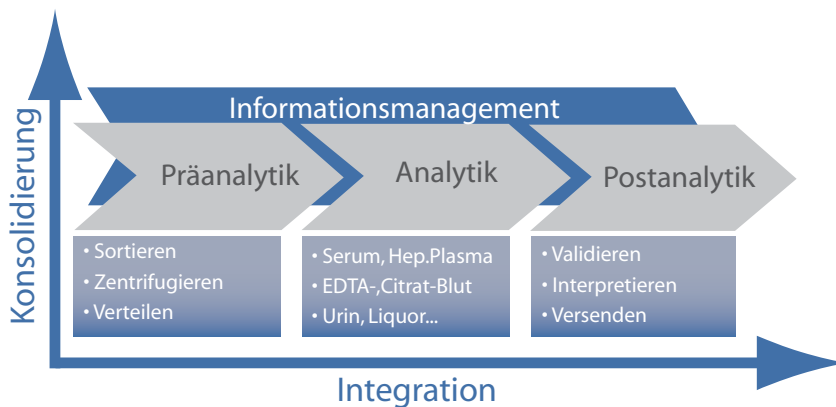 Konsolidierung
Informationsmanagement
Präanalytik
Analytik
Postanalytik
• Sortieren
• Zentrifugieren
• Verteilen
• Serum, Hep.Plasma
• EDTA-,Citrat-Blut
• Urin, Liquor...
• Validieren
• Interpretieren
• Versenden
Integration